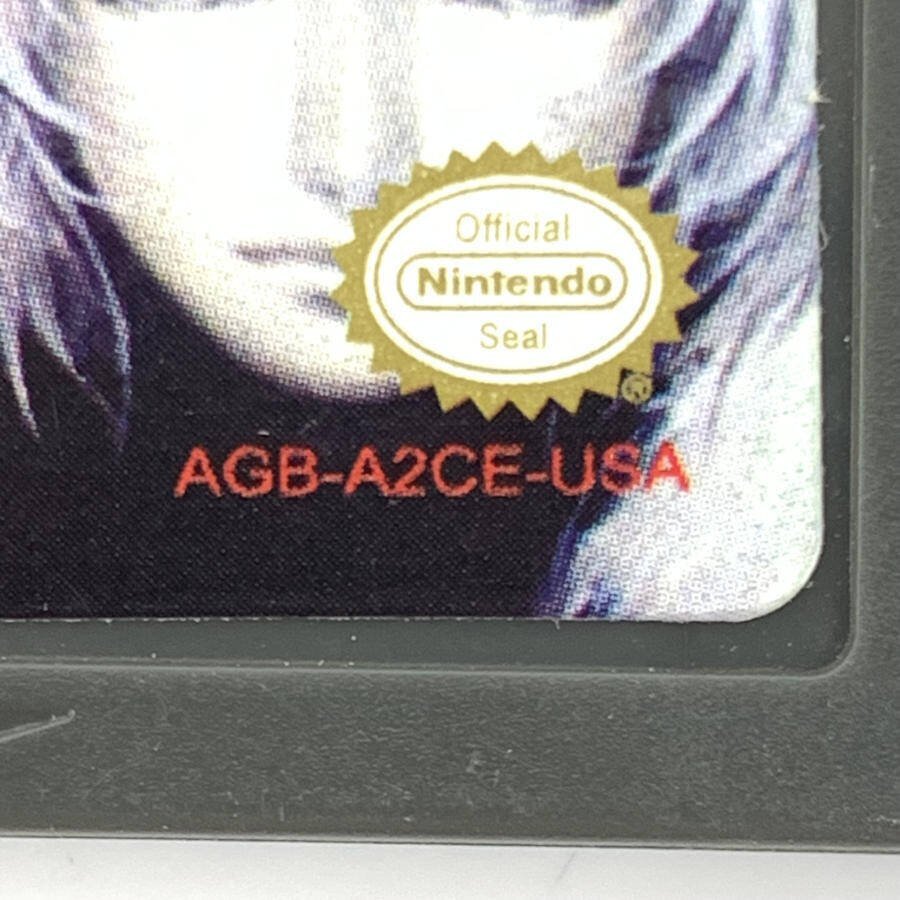 Official
Nintendo
Seal
®
AGB-A2CE-USA